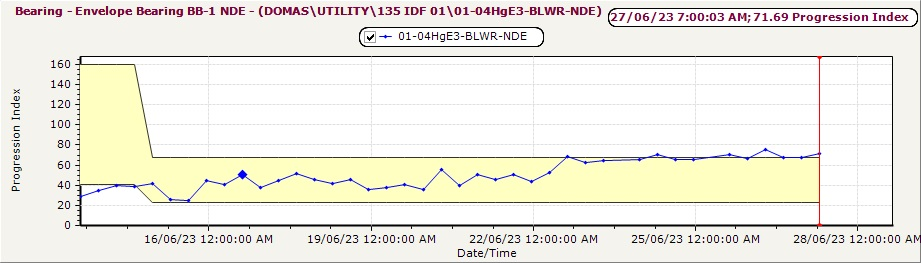 Bearing - Envelope Bearing BB-1 NDE - (DOMAS\UTILITY\135 IDF 01\01-04HgE3-BLWR-NDE)
27/06/23 7:00:03 AM; 71.69 Progression Index
01-04HgE3-BLWR-NDE
Progression Index
160
140
120
100
80
60
40
20
0
16/06/23 12:00:00 AM
19/06/23 12:00:00 AM
22/06/23 12:00:00 AM
25/06/23 12:00:00 AM
28/06/23 12:00:00 AM
Date/Time